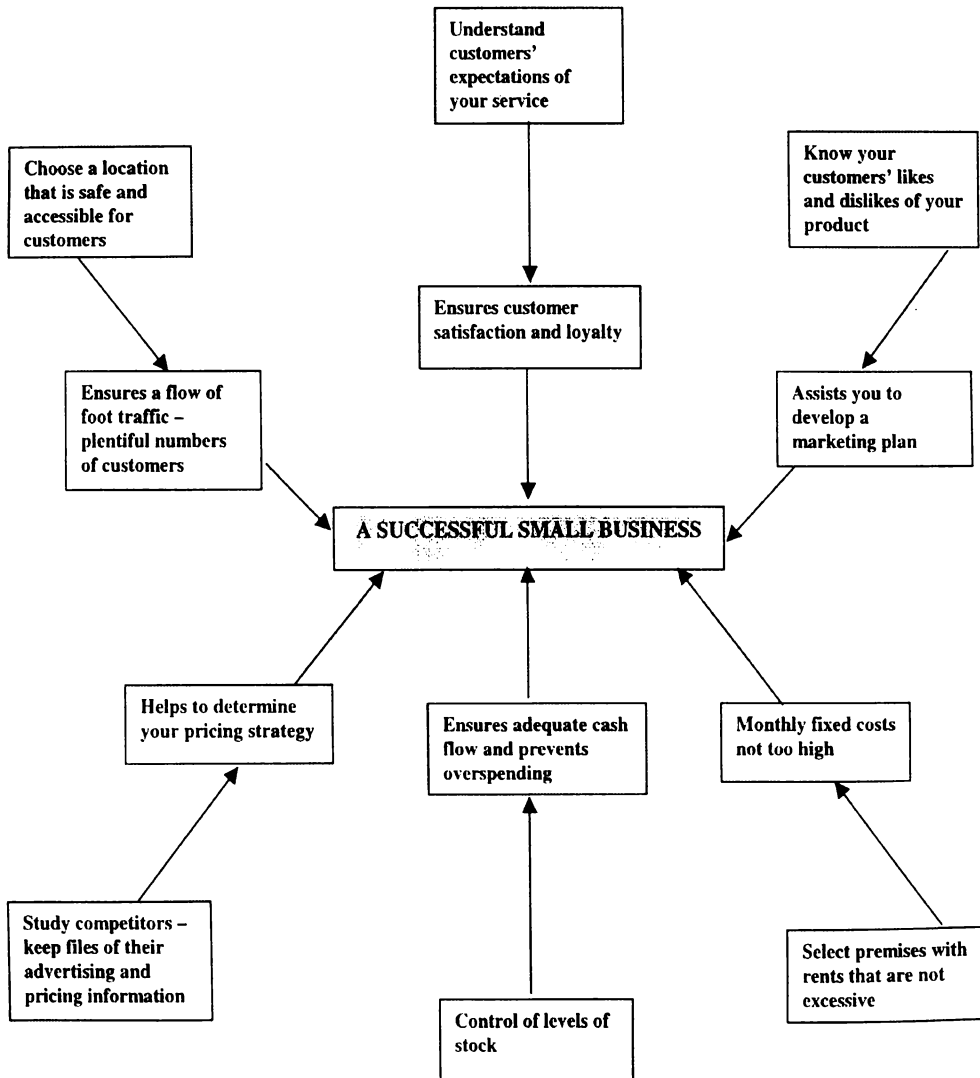 Understand
customers'
expectations of
your service
Choose a location
that is safe and
accessible for
customers
Know your
customers' likes
and dislikes of your
product
Ensures customer
satisfaction and loyalty
Ensures a flow of
foot traffic –
plentiful numbers
of customers
Assists you to
develop a
marketing plan
A SUCCESSFUL SMALL BUSINESS
Helps to determine
your pricing strategy
Ensures adequate cash
flow and prevents
overspending
Monthly fixed costs
not too high
Study competitors –
keep files of their
advertising and
pricing information
Control of levels of
stock
Select premises with
rents that are not
excessive